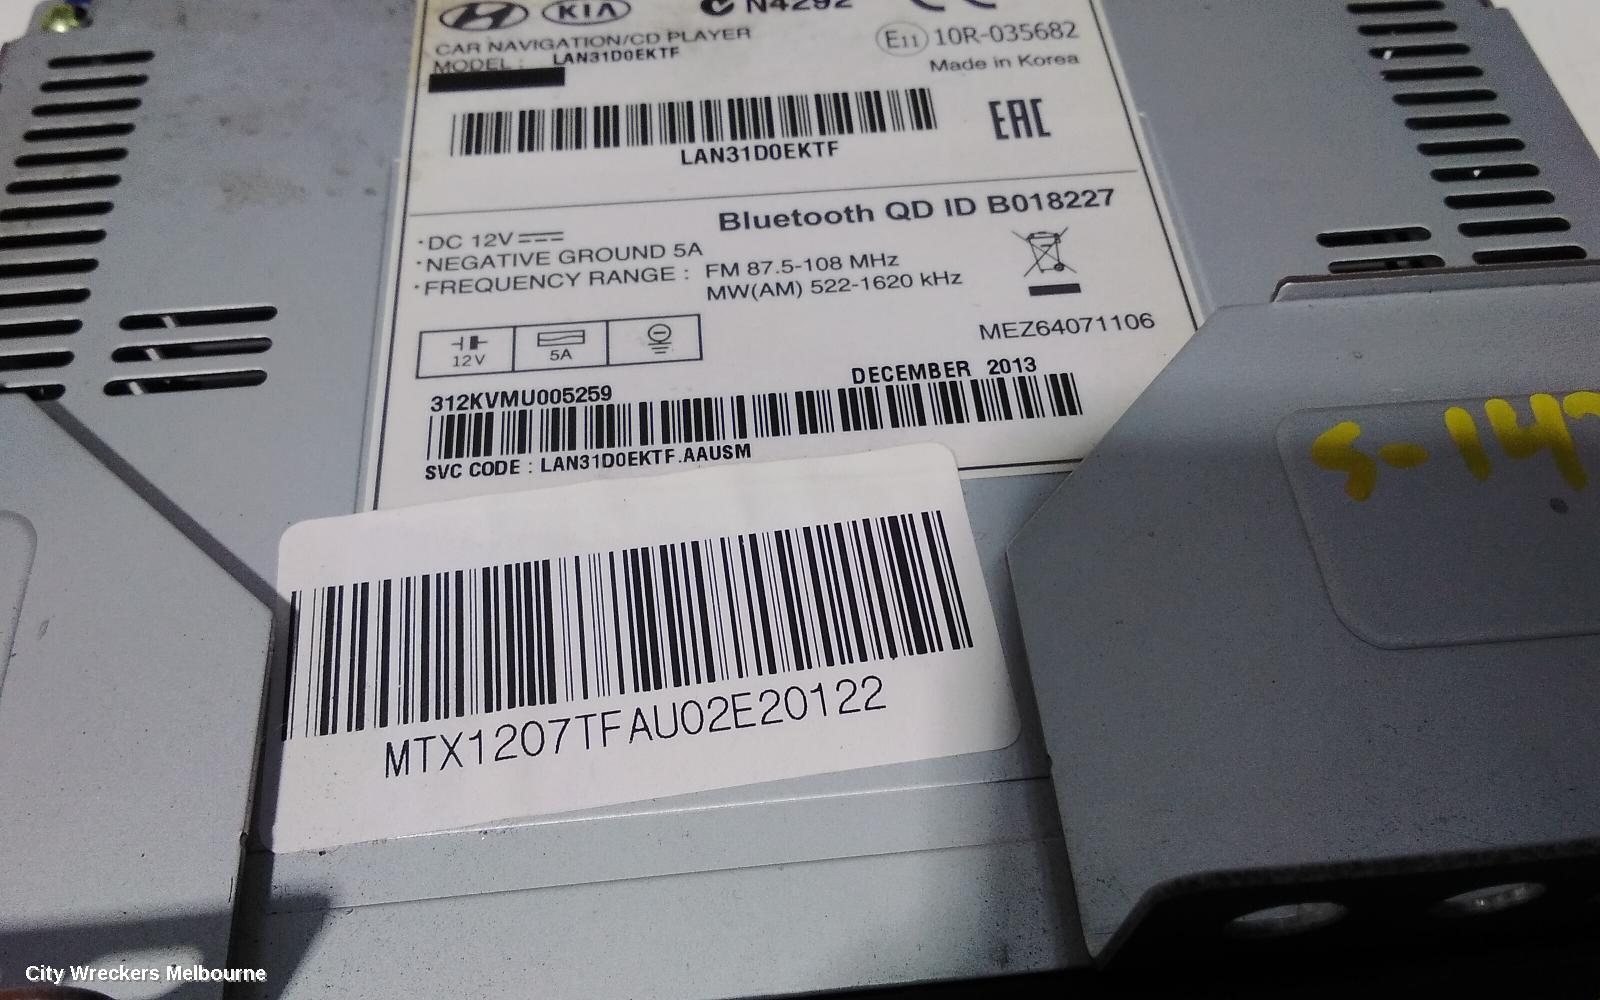 KIA N4292
CAR NAVIGATION/CD PLAYER
MODEL : LAN31D0EKTF
E11 10R-035682
Made in Korea
EAC
LAN31D0EKTF
Bluetooth QD ID B018227
·DC 12V
·NEGATIVE GROUND 5A
·FREQUENCY RANGE : FM 87.5-108 MHz
MW(AM) 522-1620 kHz
12V 5A
MEZ64071106
DECEMBER 2013
312KVMU005259
SVC CODE : LAN31D0EKTF.AAUSM
MTX1207TFAU02E20122
S-147
City Wreckers Melbourne